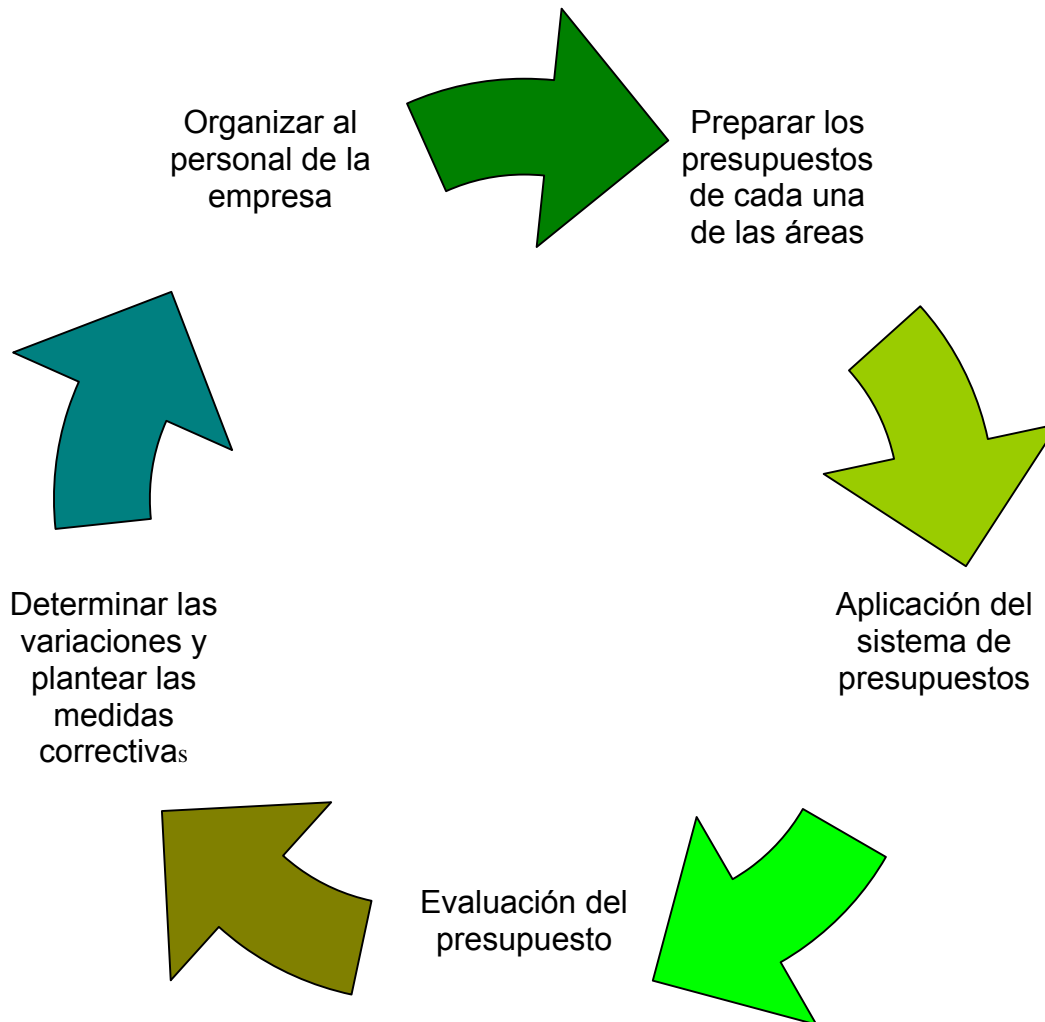 Organizar al
personal de la
empresa
Preparar los
presupuestos
de cada una
de las áreas
Aplicación del
sistema de
presupuestos
Evaluación del
presupuesto
Determinar las
variaciones y
plantear las
medidas
correctivas